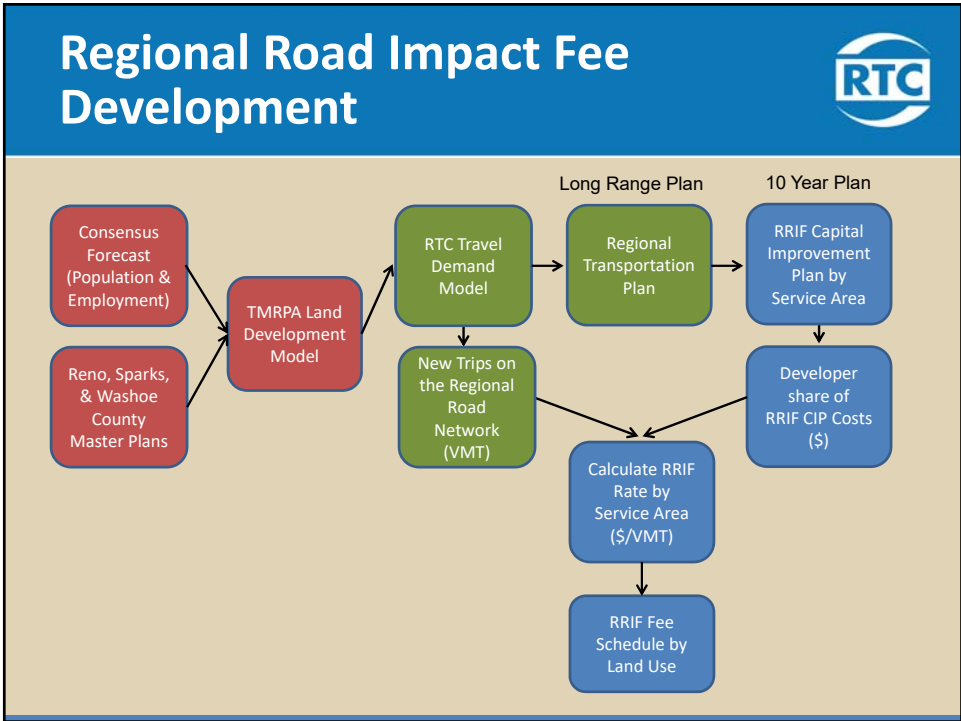 Regional Road Impact Fee
Development
RTC
Long Range Plan
10 Year Plan
Consensus
Forecast
(Population &
Employment)
Reno, Sparks,
& Washoe
County
Master Plans
TMRPA Land
Development
Model
RTC Travel
Demand
Model
Regional
Transportation
Plan
RRIF Capital
Improvement
Plan by
Service Area
New Trips on
the Regional
Road
Network
(VMT)
Developer
share of
RRIF CIP Costs
($)
Calculate RRIF
Rate by
Service Area
($/VMT)
RRIF Fee
Schedule by
Land Use